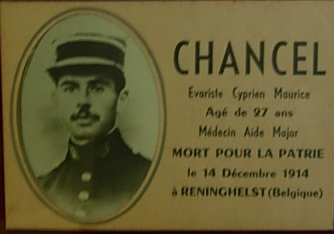 CHANCEL
Evariste Cyprien Maurice
Agé de 27 ans
Médecin Aide Major
MORT POUR LA PATRIE
le 14 Décembre 1914
à RENINGHELST (Belgique)